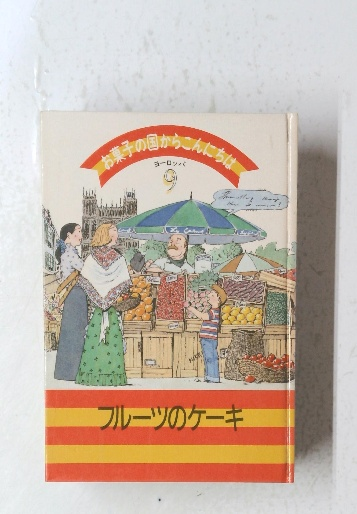 お菓子の国からこんにちは
ヨーロッパ
9
フルーツのケーキ